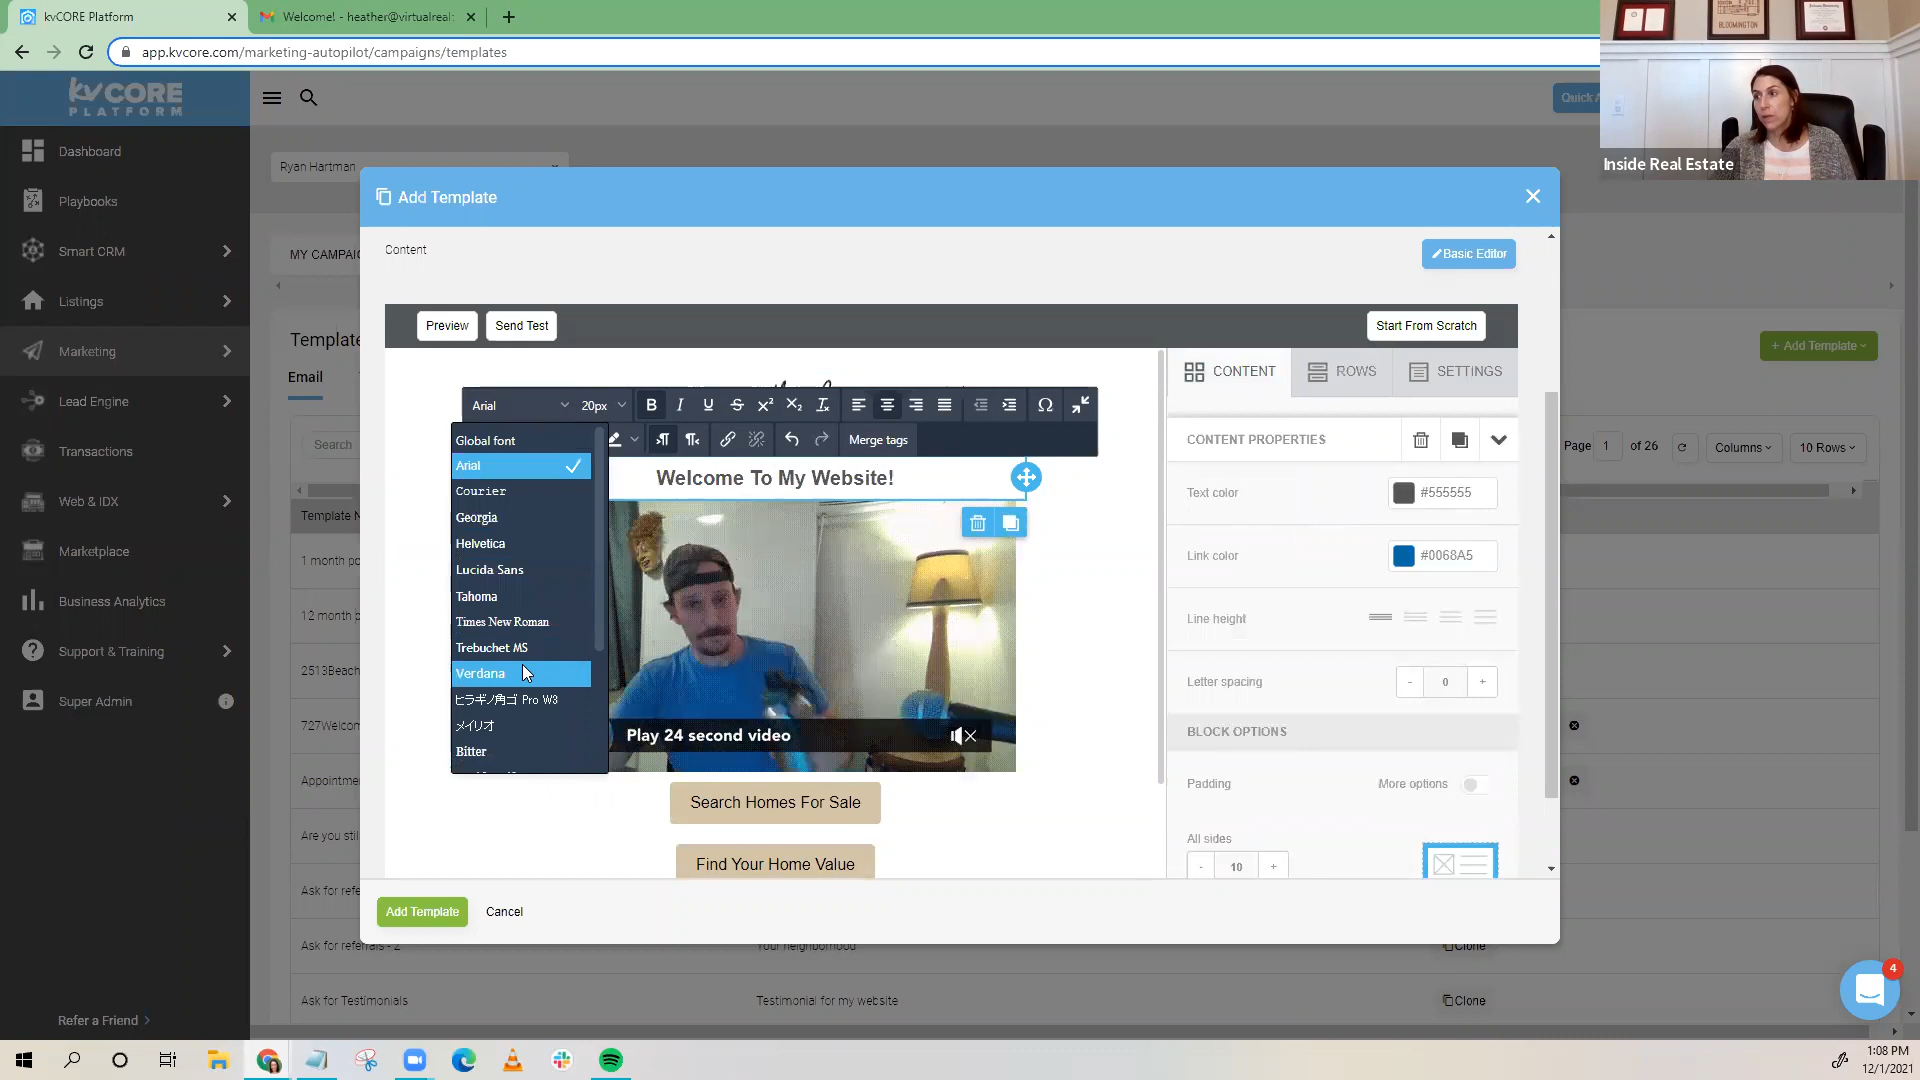 kvCORE Platform
Welcome! - heather@virtualreal
app.kvcore.com/marketing-autopilot/campaigns/templates
BLOOMINGTON
Inside Real Estate
kvCORE
PLATFORM
Quick A
Dashboard
Playbooks
Smart CRM
Listings
Marketing
Lead Engine
Transactions
Web & IDX
Marketplace
Business Analytics
Support & Training
Super Admin
Refer a Friend
Ryan Hartman
MY CAMPAI
Template
Email
Search
+ Add Template
Page 1 of 26
Columns
10 Rows
Template N
1 month po
12 month b
2513Beach
727Welcom
Appointme
Are you stil
Ask for refe
Ask for referrals - 2
Your neighborhood
Clone
Ask for Testimonials
Testimonial for my website
Clone
Add Template
Content
Basic Editor
Preview
Send Test
Start From Scratch
Arial
20px
B
I
U
S
X²
X₂
Tx
Ω
Merge tags
Global font
Arial
Courier
Georgia
Helvetica
Lucida Sans
Tahoma
Times New Roman
Trebuchet MS
Verdana
ヒラギノ角ゴ Pro W3
メイリオ
Bitter
Welcome To My Website!
Play 24 second video
Search Homes For Sale
Find Your Home Value
CONTENT
ROWS
SETTINGS
CONTENT PROPERTIES
Text color
#555555
Link color
#0068A5
Line height
Letter spacing
- 0 +
BLOCK OPTIONS
Padding
More options
All sides
- 10 +
Add Template
Cancel
4
1:08 PM
12/1/2021